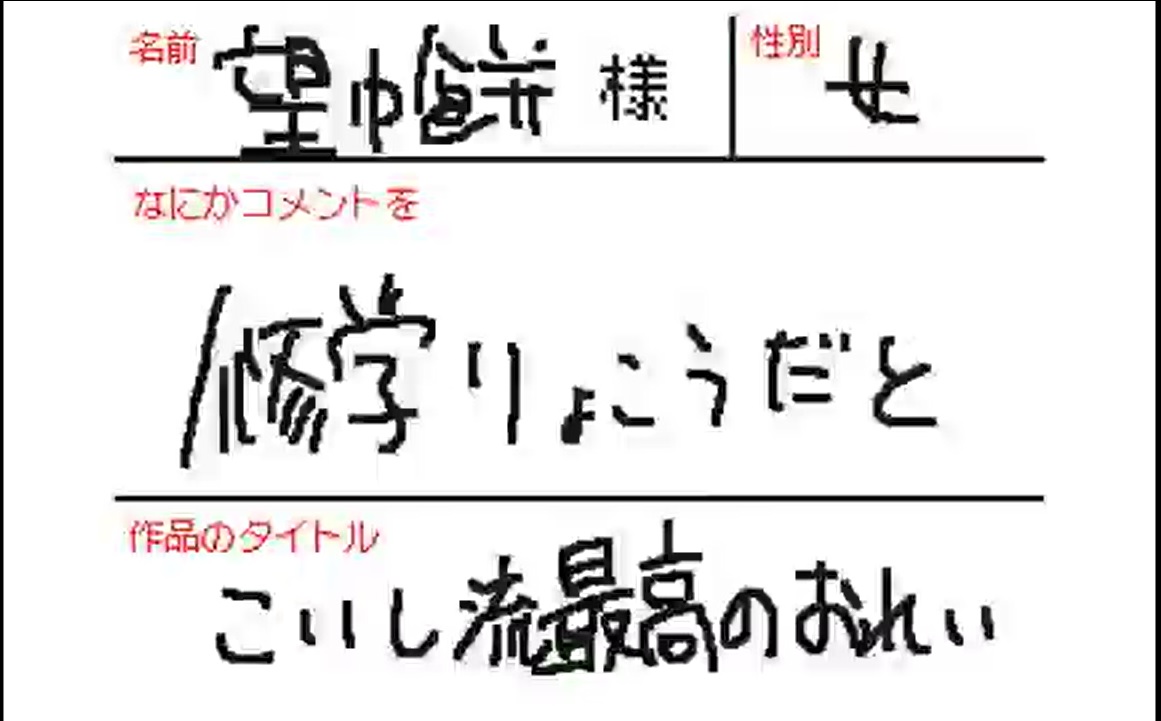 名前 望巾餅 様
性別 女
なにかコメントを
修学りょこうだと
作品のタイトル
こいし流最高のおれい